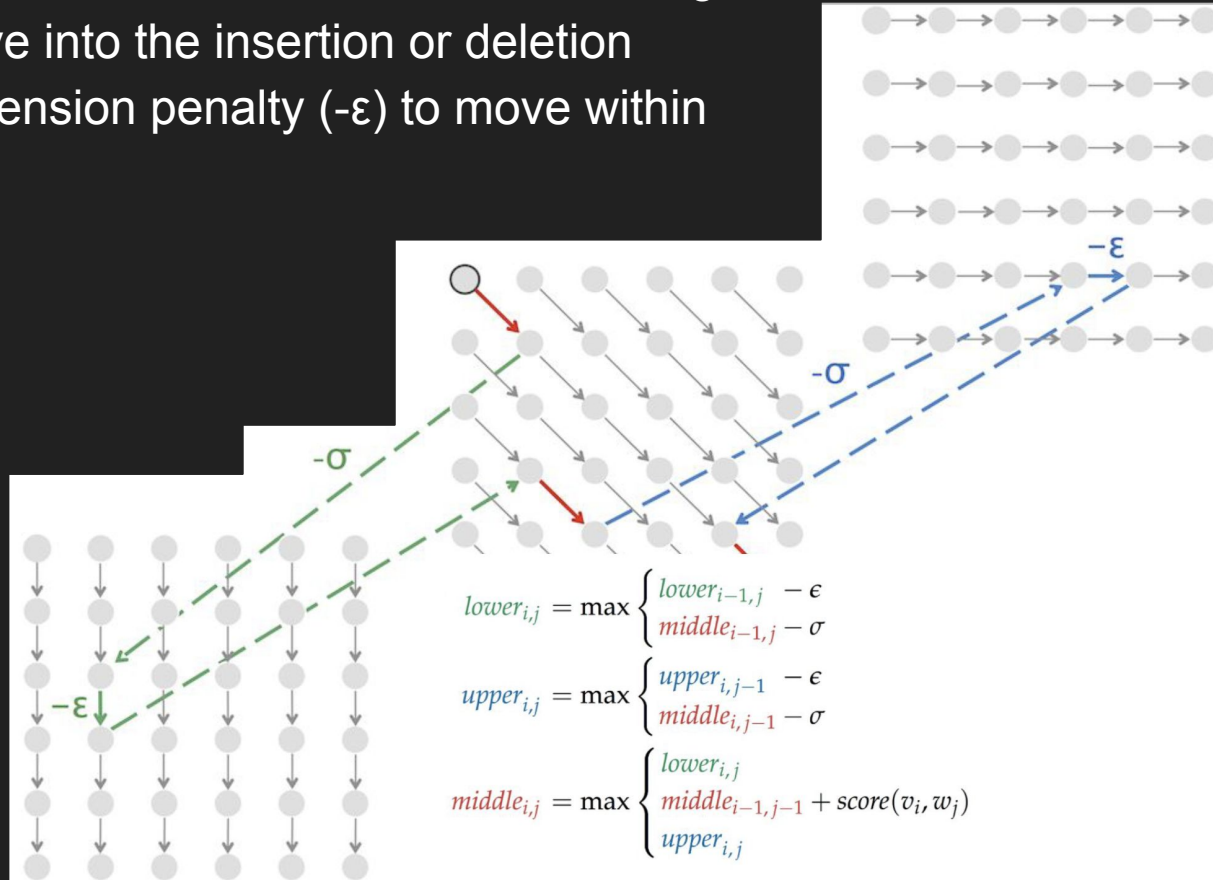 ve into the insertion or deletion
ension penalty (-ε) to move within
-ε
-σ
-σ
-ε
lower_{i,j} = max { lower_{i-1,j} - ϵ
middle_{i-1,j} - σ
upper_{i,j} = max { upper_{i,j-1} - ϵ
middle_{i,j-1} - σ
middle_{i,j} = max { lower_{i,j}
middle_{i-1,j-1} + score(v_i, w_j)
upper_{i,j}